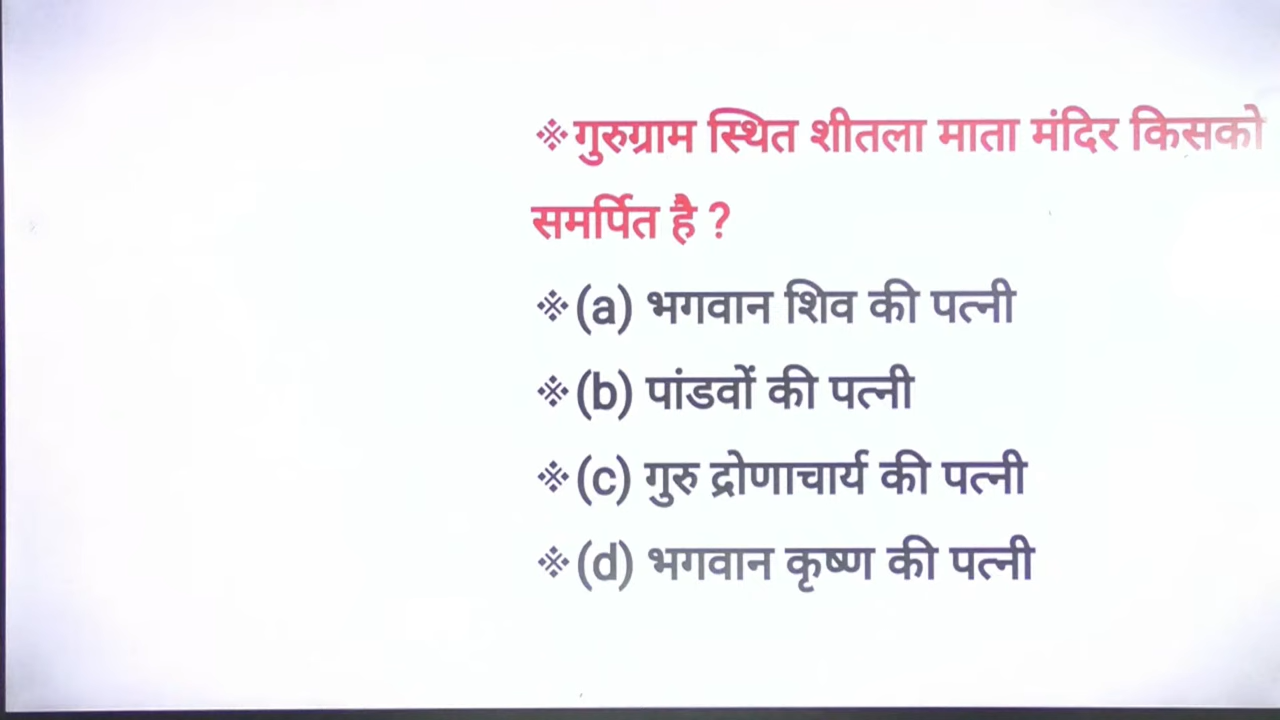 ※गुरुग्राम स्थित शीतला माता मंदिर किसको
समर्पित है ?
※(a) भगवान शिव की पत्नी
※(b) पांडवों की पत्नी
※(c) गुरु द्रोणाचार्य की पत्नी
※(d) भगवान कृष्ण की पत्नी